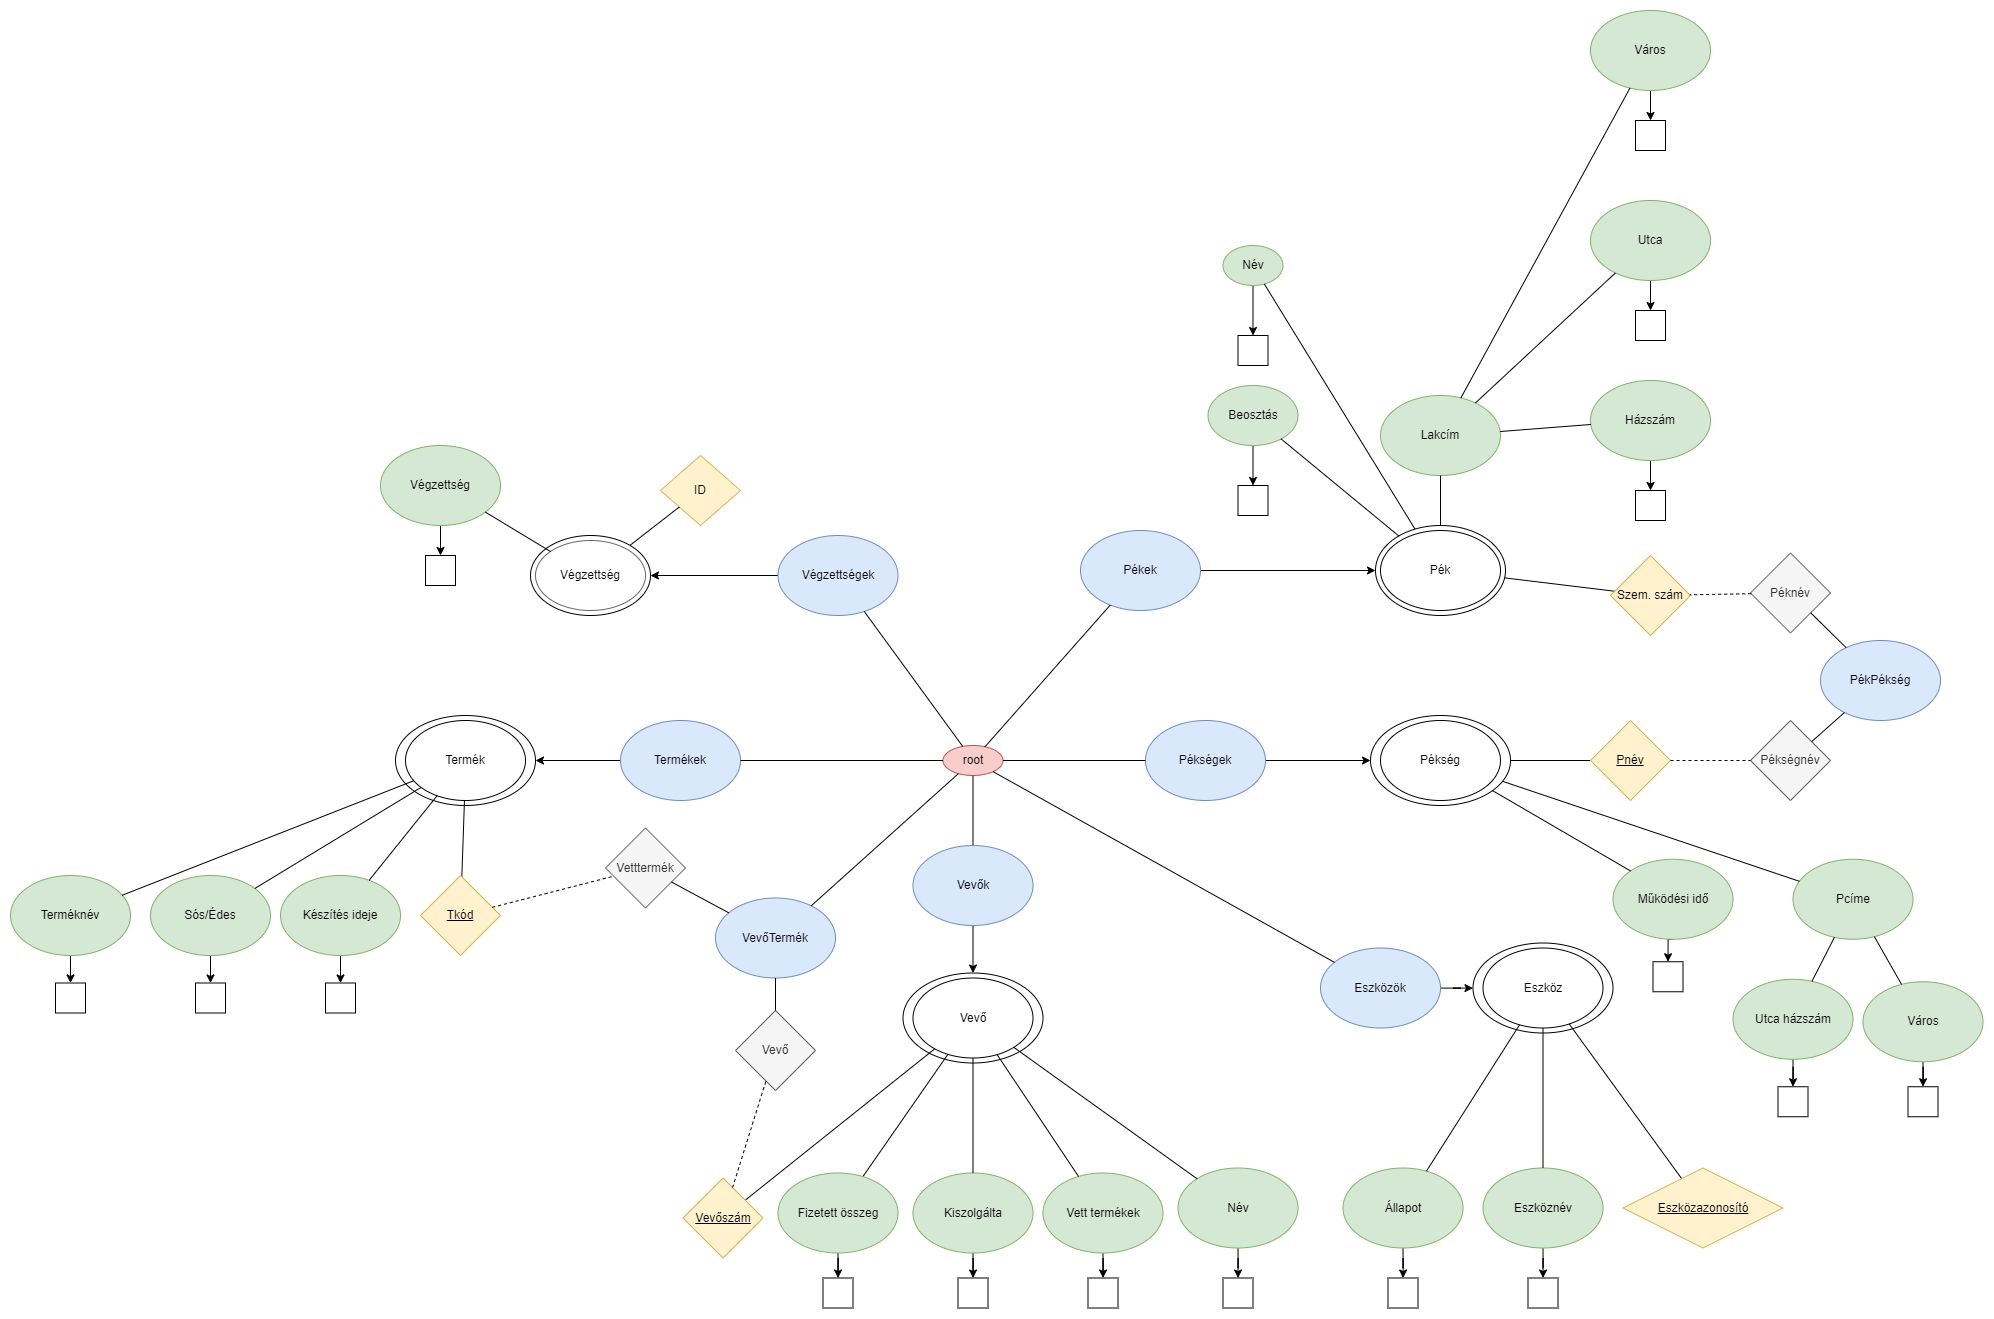 Város
Utca
Név
Beosztás
Lakcím
Házszám
Végzettség
ID
Végzettség
Végzettségek
Pékek
Pék
Szem. szám
Péknév
PékPékség
Termék
Termékek
root
Pékségek
Pékség
Pnév
Pékségnév
Vetttermék
Vevők
Működési idő
Pcíme
Terméknév
Sós/Édes
Készítés ideje
Tkód
VevőTermék
Vevő
Eszközök
Eszköz
Utca házszám
Város
Vevő
Vevőszám
Fizetett összeg
Kiszolgálta
Vett termékek
Név
Állapot
Eszköznév
Eszközazonosító